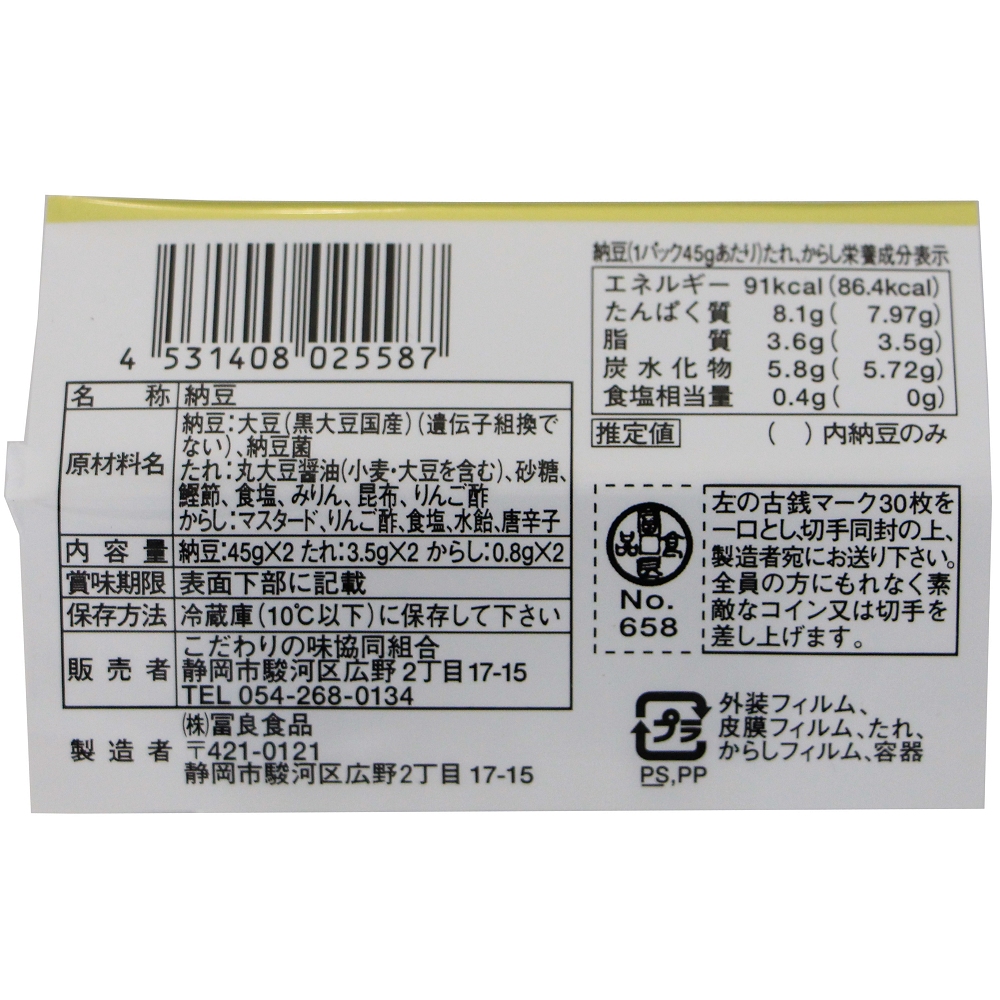 4 531408 025587
名称 納豆
原材料名 納豆:大豆(黒大豆国産)(遺伝子組換で
ない)、納豆菌
たれ:丸大豆醤油(小麦・大豆を含む)、砂糖、
鰹節、食塩、みりん、昆布、りんご酢
からし:マスタード、りんご酢、食塩、水飴、唐辛子
内容量 納豆:45g×2 たれ:3.5g×2 からし:0.8g×2
賞味期限 表面下部に記載
保存方法 冷蔵庫(10℃以下)に保存して下さい
販売者 こだわりの味協同組合
静岡市駿河区広野2丁目17-15
TEL 054-268-0134
製造者 ㈱富良食品
〒421-0121
静岡市駿河区広野2丁目17-15
納豆(1パック45gあたり)たれ、からし栄養成分表示
エネルギー 91kcal(86.4kcal)
たんぱく質 8.1g( 7.97g)
脂質 3.6g( 3.5g)
炭水化物 5.8g( 5.72g)
食塩相当量 0.4g( 0g)
推定値 ( )内納豆のみ
No.
658
左の古銭マーク30枚を
一口とし、切手同封の上、
製造者宛にお送り下さい。
全員の方にもれなく素
敵なコイン又は切手を
差し上げます。
プラ
PS,PP
外装フィルム、
皮膜フィルム、たれ、
からしフィルム、容器